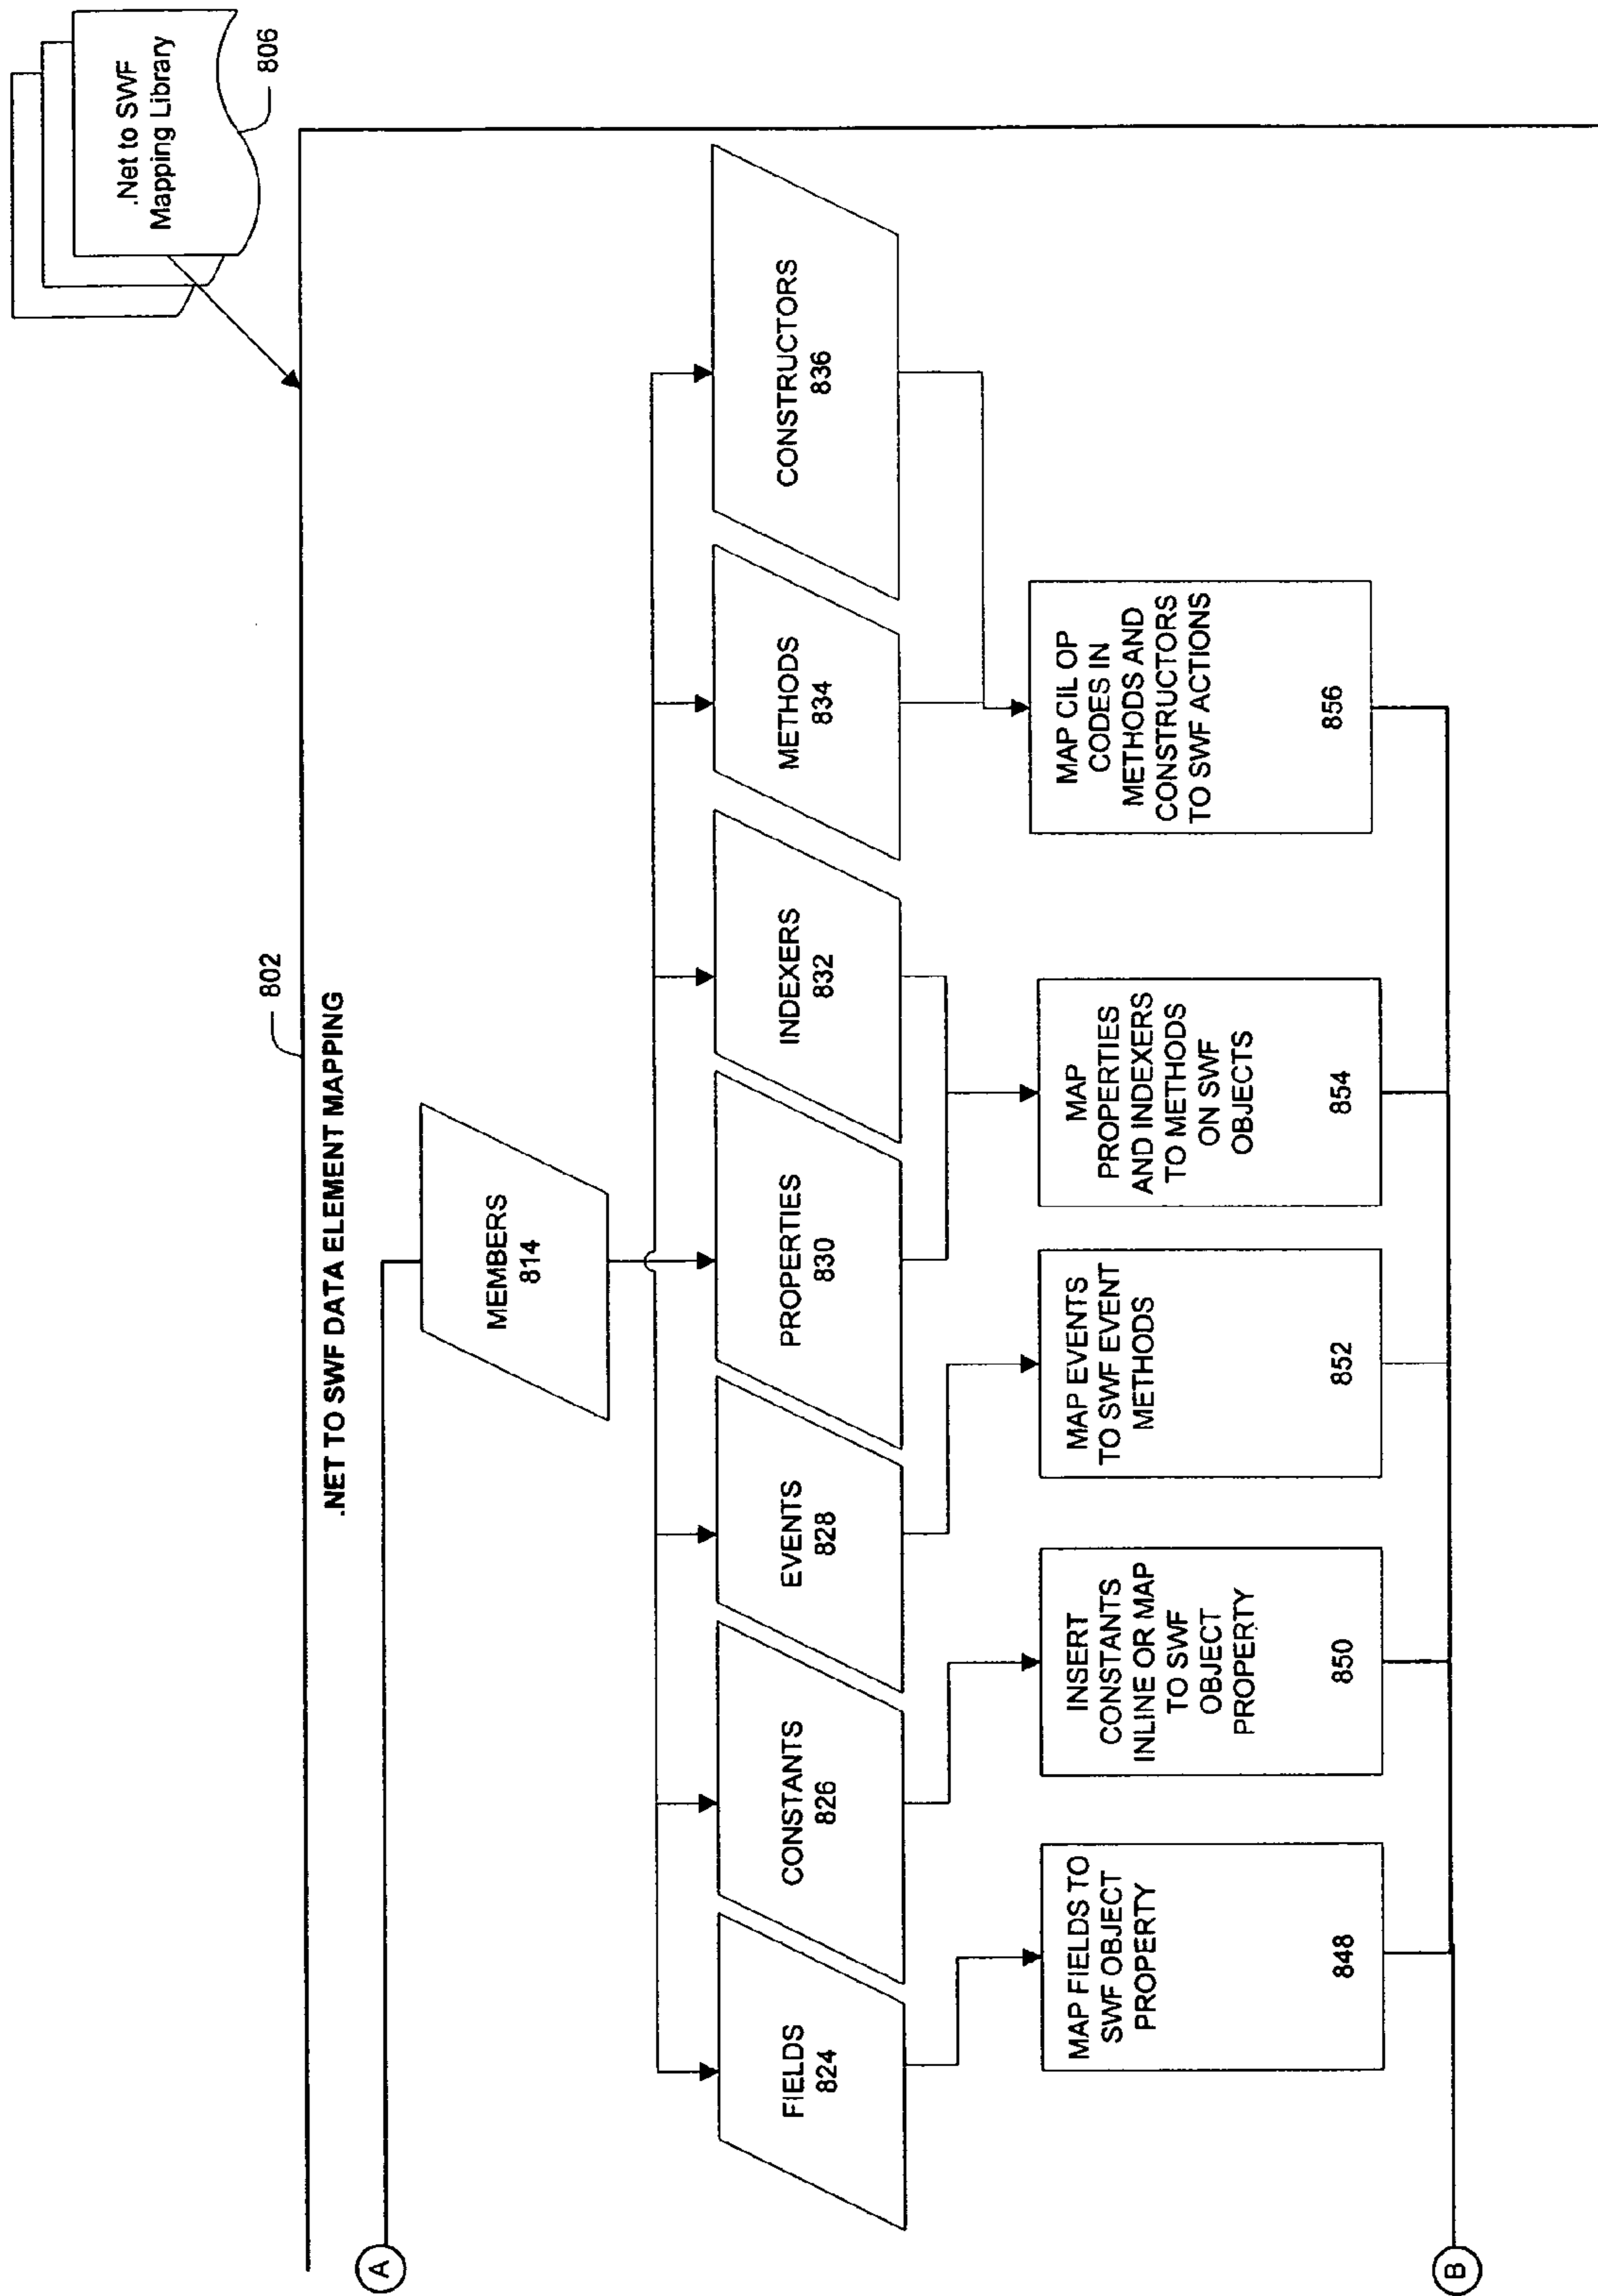 .Net to SWF
Mapping Library
806
802
.NET TO SWF DATA ELEMENT MAPPING
A
MEMBERS
814
FIELDS
824
CONSTANTS
826
EVENTS
828
PROPERTIES
830
INDEXERS
832
METHODS
834
CONSTRUCTORS
836
MAP FIELDS TO
SWF OBJECT
PROPERTY
848
INSERT
CONSTANTS
INLINE OR MAP
TO SWF
OBJECT
PROPERTY
850
MAP EVENTS
TO SWF EVENT
METHODS
852
MAP
PROPERTIES
AND INDEXERS
TO METHODS
ON SWF
OBJECTS
854
MAP CIL OP
CODES IN
METHODS AND
CONSTRUCTORS
TO SWF ACTIONS
856
B